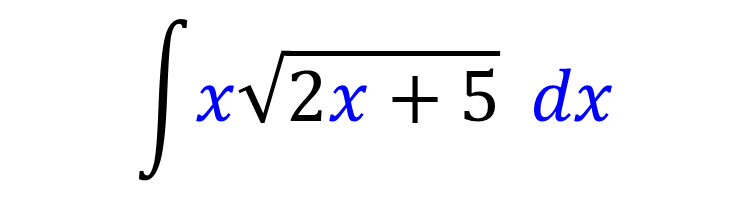 ∫ x√(2x + 5) dx